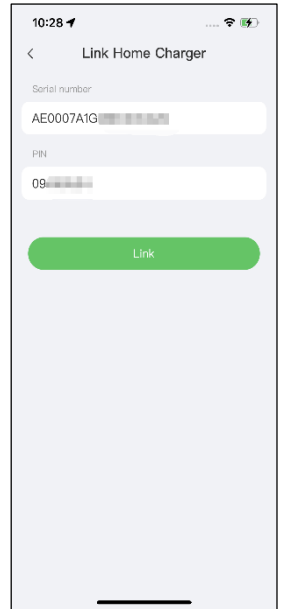 10:28
Link Home Charger
Serial number
AE0007A1G
PIN
09
Link